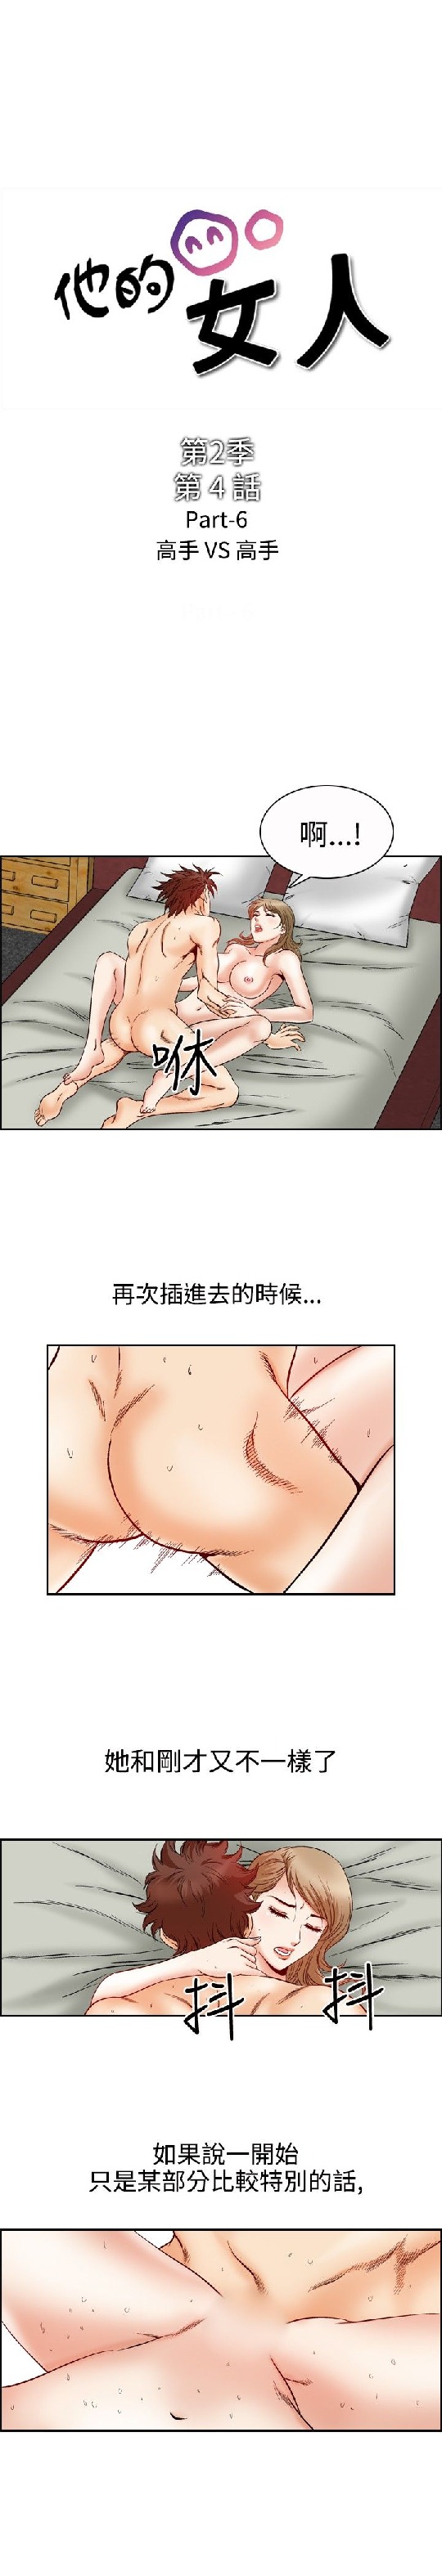 他的
女人
第2季
第4話
Part-6
高手 VS 高手
啊...!
咻
再次插進去的時候...
她和剛才又不一樣了
抖
抖
如果說一開始
只是某部分比較特別的話,